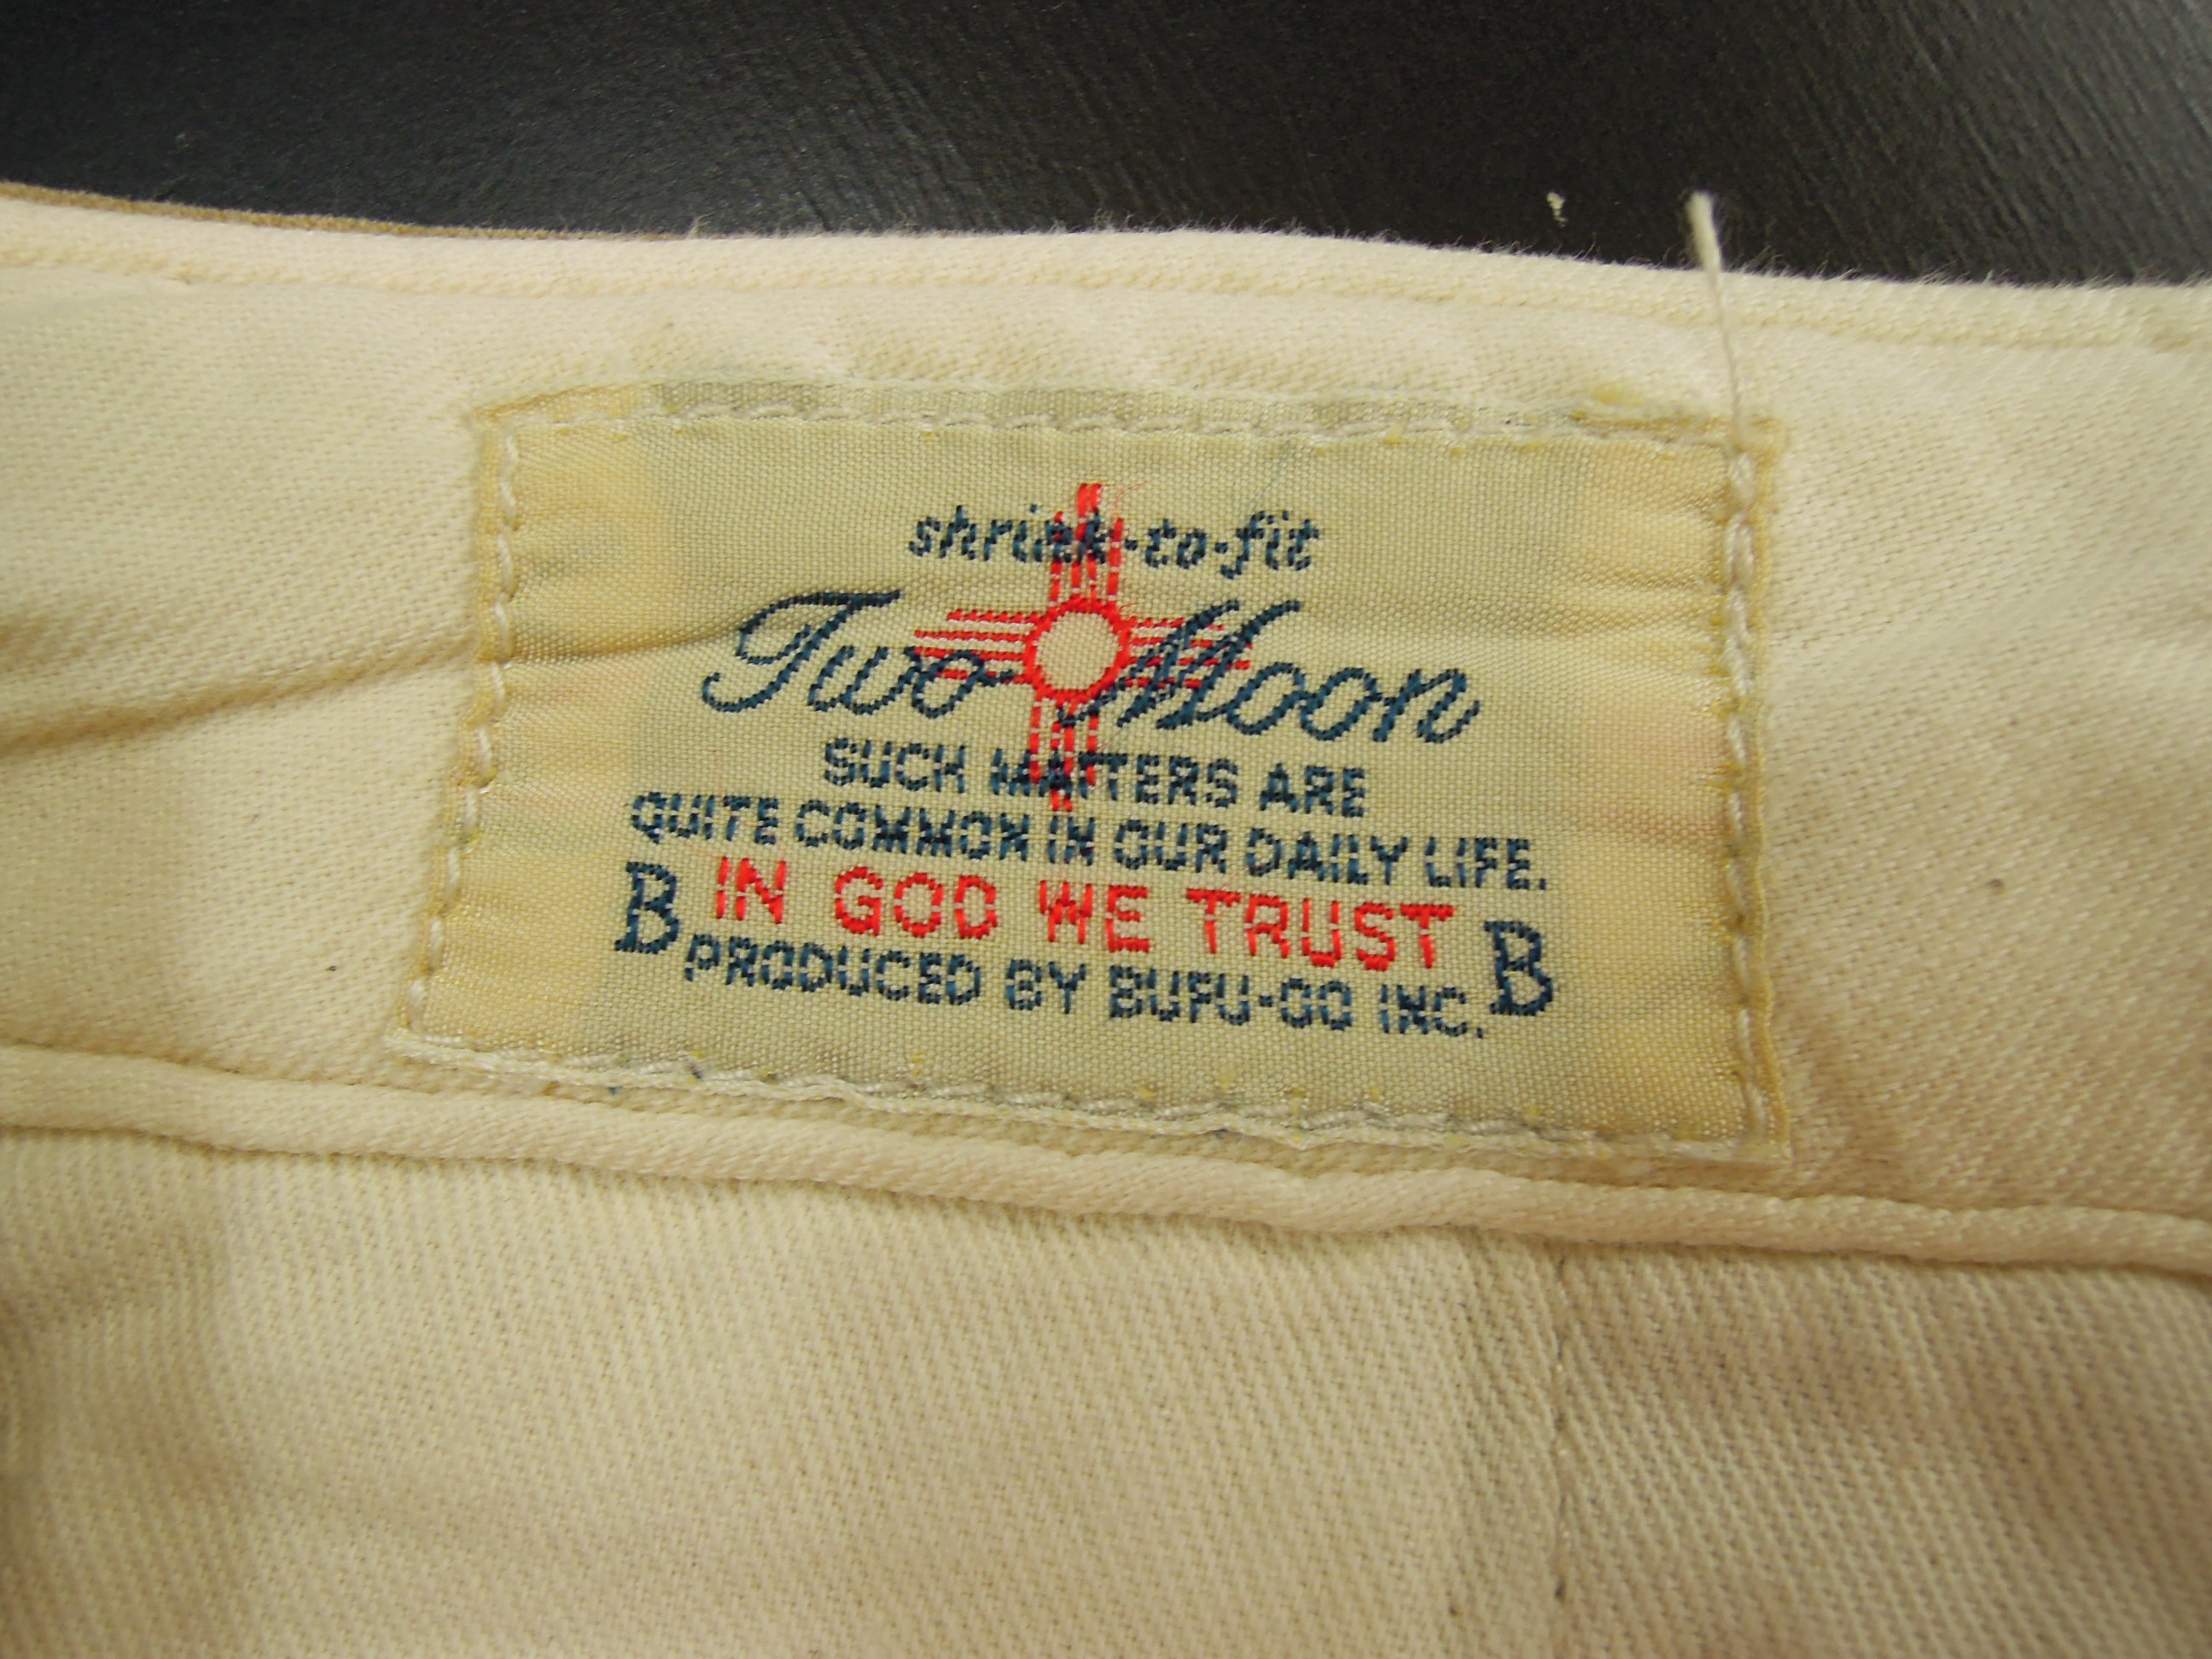 shrink-to-fit
Two Moon
SUCH MATTERS ARE
QUITE COMMON IN OUR DAILY LIFE.
B IN GOD WE TRUST B
PRODUCED BY BUFU-GO INC.